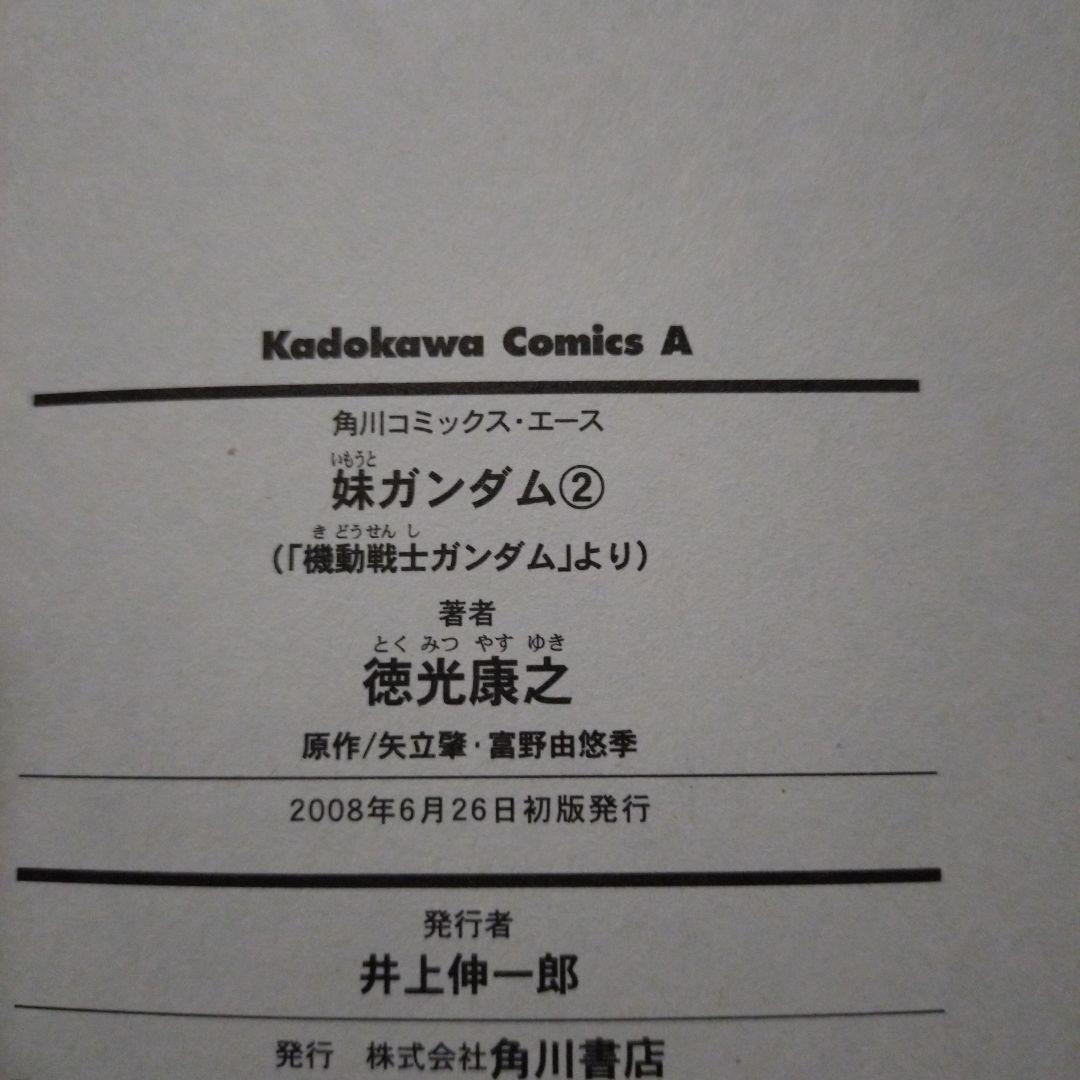 Kadokawa Comics A
角川コミックス・エース
いもうと
妹ガンダム②
きどうせんし
(「機動戦士ガンダム」より)
著者
とく みつ やす ゆき
徳光康之
原作/矢立肇・富野由悠季
2008年6月26日初版発行
発行者
井上伸一郎
発行 株式会社角川書店